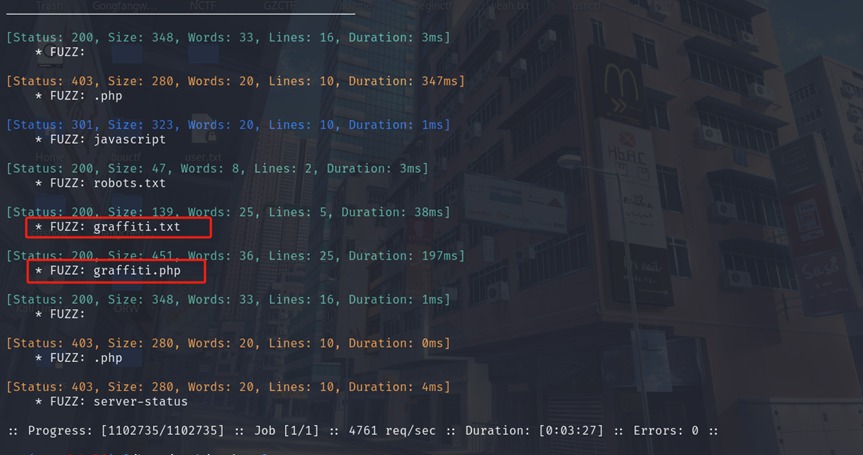 [Status: 200, Size: 348, Words: 33, Lines: 16, Duration: 3ms]
* FUZZ:
[Status: 403, Size: 280, Words: 20, Lines: 10, Duration: 347ms]
* FUZZ: .php
[Status: 301, Size: 323, Words: 20, Lines: 10, Duration: 1ms]
* FUZZ: javascript
[Status: 200, Size: 47, Words: 8, Lines: 2, Duration: 3ms]
* FUZZ: robots.txt
[Status: 200, Size: 139, Words: 25, Lines: 5, Duration: 38ms]
* FUZZ: graffiti.txt
[Status: 200, Size: 451, Words: 36, Lines: 25, Duration: 197ms]
* FUZZ: graffiti.php
[Status: 200, Size: 348, Words: 33, Lines: 16, Duration: 1ms]
* FUZZ:
[Status: 403, Size: 280, Words: 20, Lines: 10, Duration: 0ms]
* FUZZ: .php
[Status: 403, Size: 280, Words: 20, Lines: 10, Duration: 4ms]
* FUZZ: server-status
:: Progress: [1102735/1102735] :: Job [1/1] :: 4761 req/sec :: Duration: [0:03:27] :: Errors: 0 ::